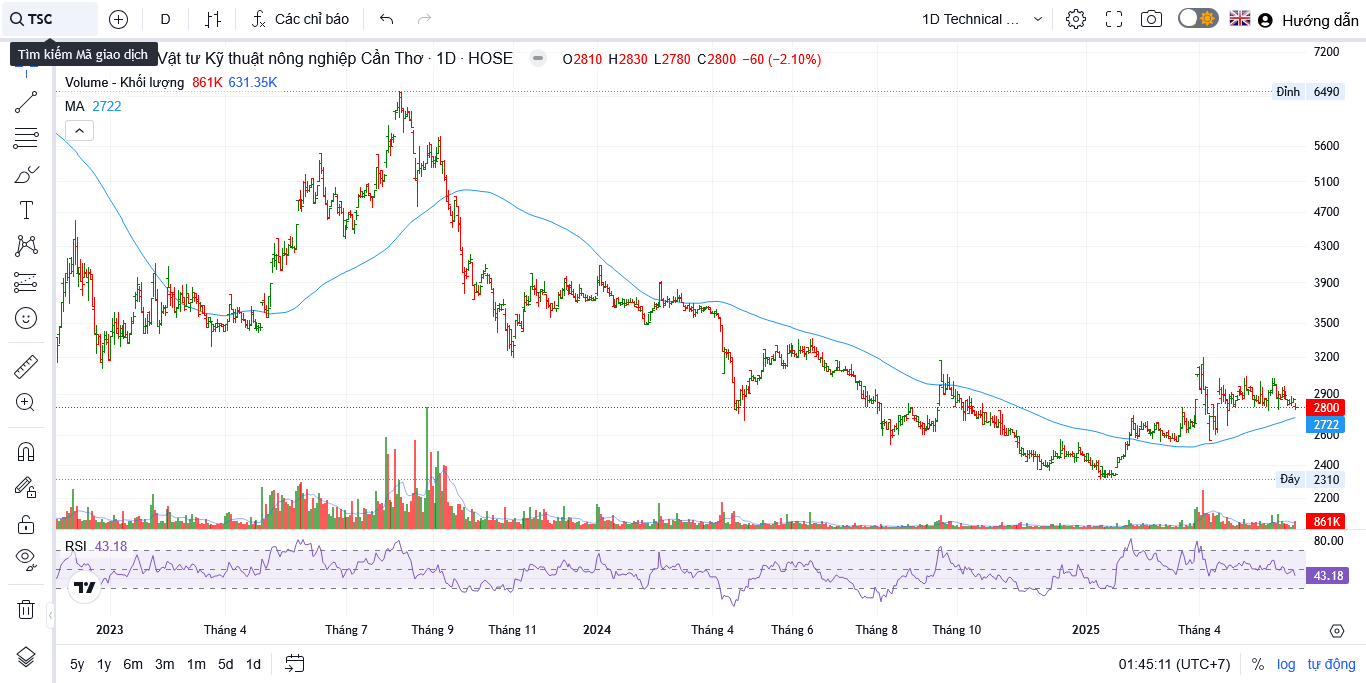 TSC
D
Các chỉ báo
1D Technical ...
Hướng dẫn
Tìm kiếm Mã giao dịch
Vật tư Kỹ thuật nông nghiệp Cần Thơ · 1D · HOSE
O2810 H2830 L2780 C2800 −60 (−2.10%)
Volume - Khối lượng 861K 631.35K
MA 2722
7200
Đỉnh 6490
5600
5100
4700
4300
3900
3500
3200
2900
2800
2722
2600
2400
Đáy 2310
2200
861K
RSI 43.18
80.00
43.18
2023 Tháng 4 Tháng 7 Tháng 9 Tháng 11 2024 Tháng 4 Tháng 6 Tháng 8 Tháng 10 2025 Tháng 4
5y 1y 6m 3m 1m 5d 1d
01:45:11 (UTC+7) % log tự động